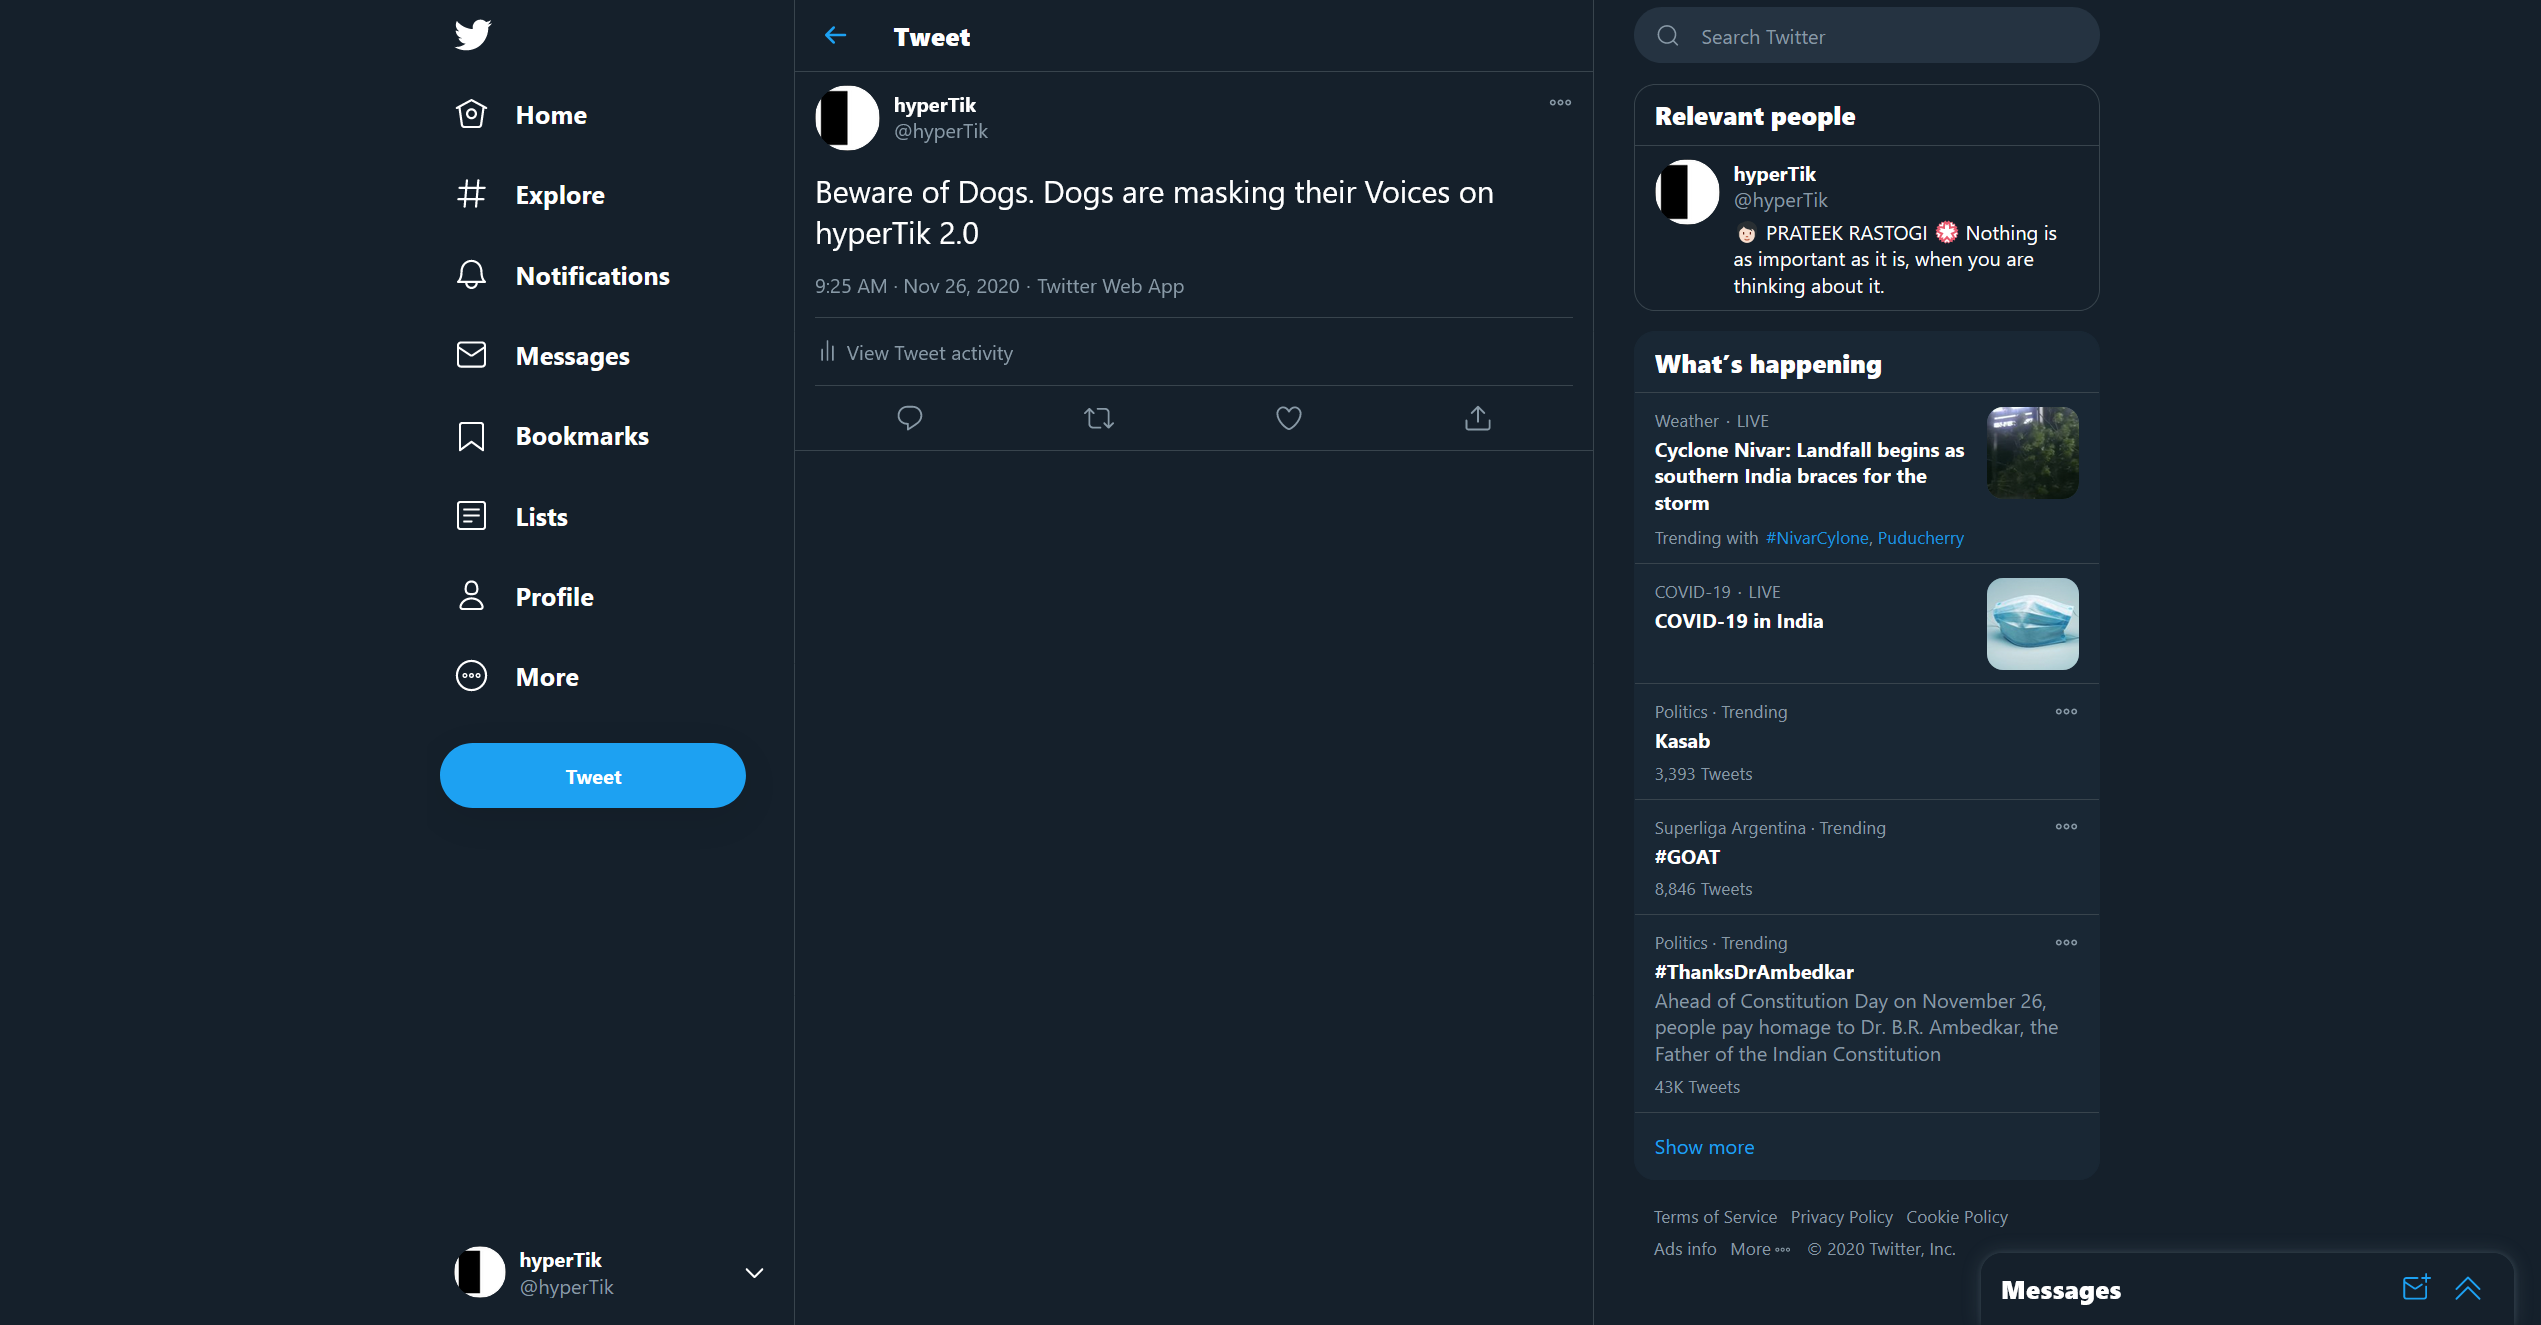 Home
Explore
Notifications
Messages
Bookmarks
Lists
Profile
More
Tweet
hyperTik
@hyperTik
Tweet
hyperTik
@hyperTik
Beware of Dogs. Dogs are masking their Voices on
hyperTik 2.0
9:25 AM · Nov 26, 2020 · Twitter Web App
View Tweet activity
Search Twitter
Relevant people
hyperTik
@hyperTik
PRATEEK RASTOGI Nothing is
as important as it is, when you are
thinking about it.
What's happening
Weather · LIVE
Cyclone Nivar: Landfall begins as
southern India braces for the
storm
Trending with #NivarCylone, Puducherry
COVID-19 · LIVE
COVID-19 in India
Politics · Trending
Kasab
3,393 Tweets
Superliga Argentina · Trending
#GOAT
8,846 Tweets
Politics · Trending
#ThanksDrAmbedkar
Ahead of Constitution Day on November 26,
people pay homage to Dr. B.R. Ambedkar, the
Father of the Indian Constitution
43K Tweets
Show more
Terms of Service Privacy Policy Cookie Policy
Ads info More © 2020 Twitter, Inc.
Messages